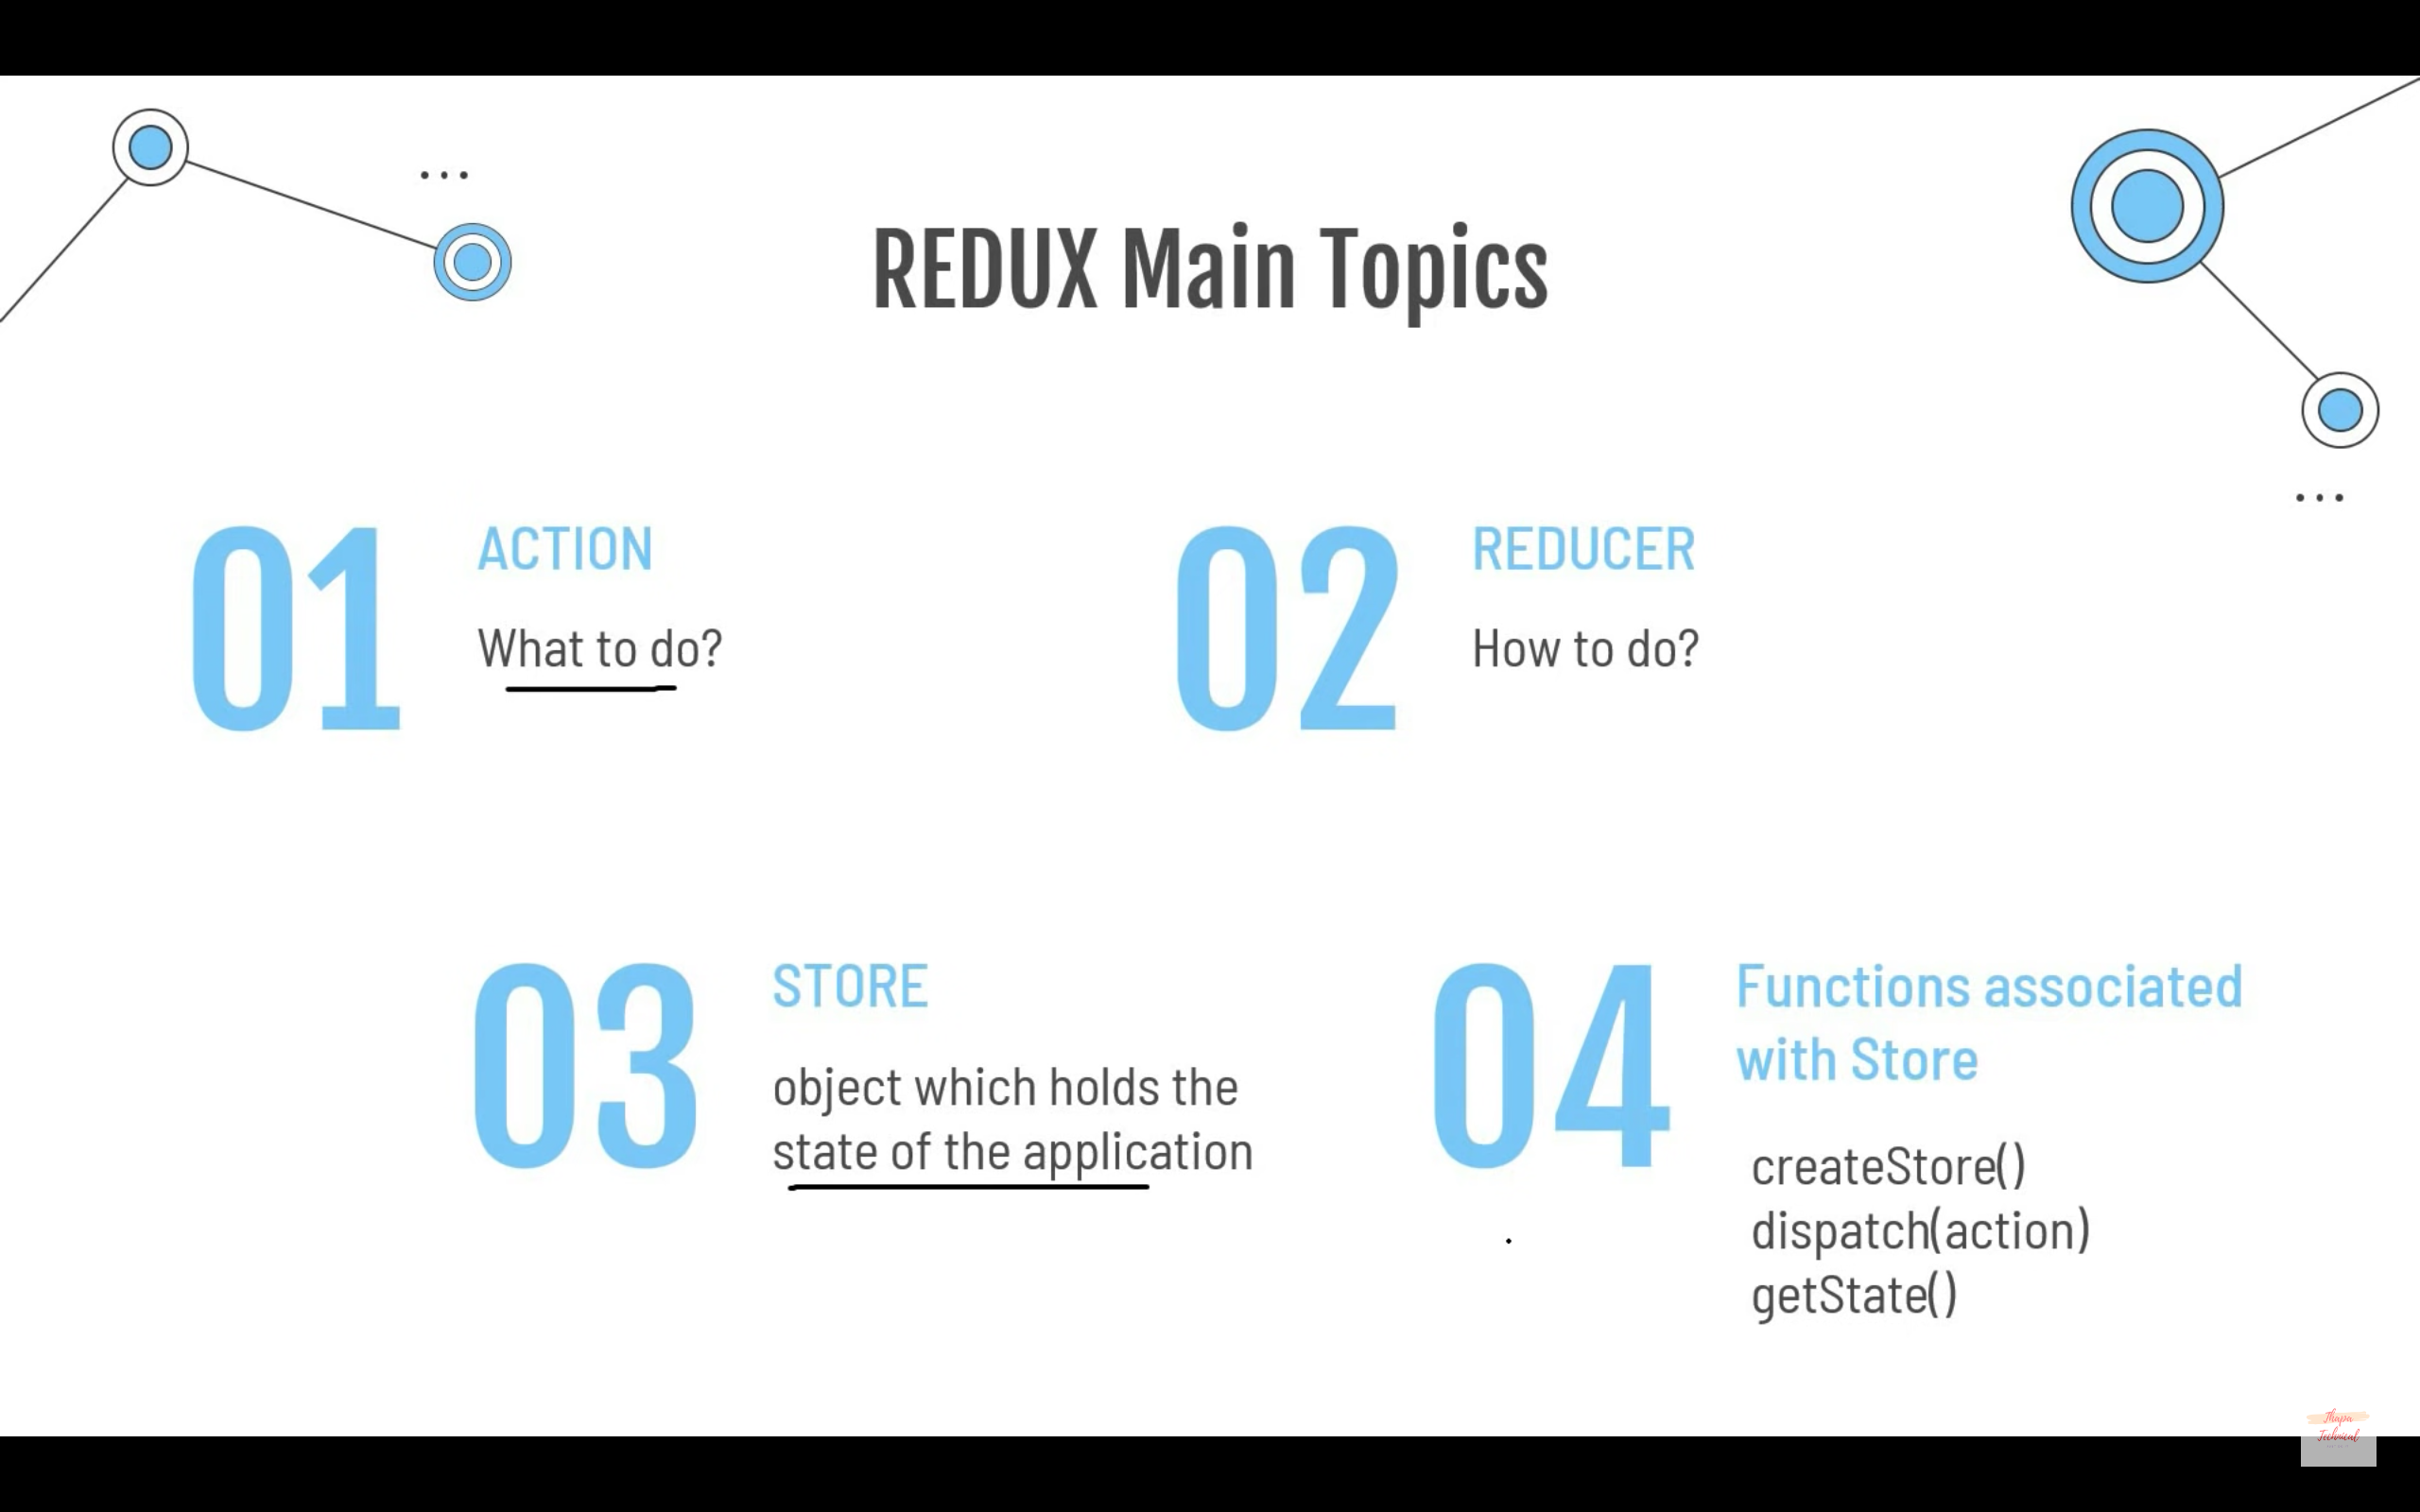 REDUX Main Topics
01
ACTION
What to do?
02
REDUCER
How to do?
03
STORE
object which holds the
state of the application
04
Functions associated
with Store
createStore()
dispatch(action)
getState()
Thapa
Technical